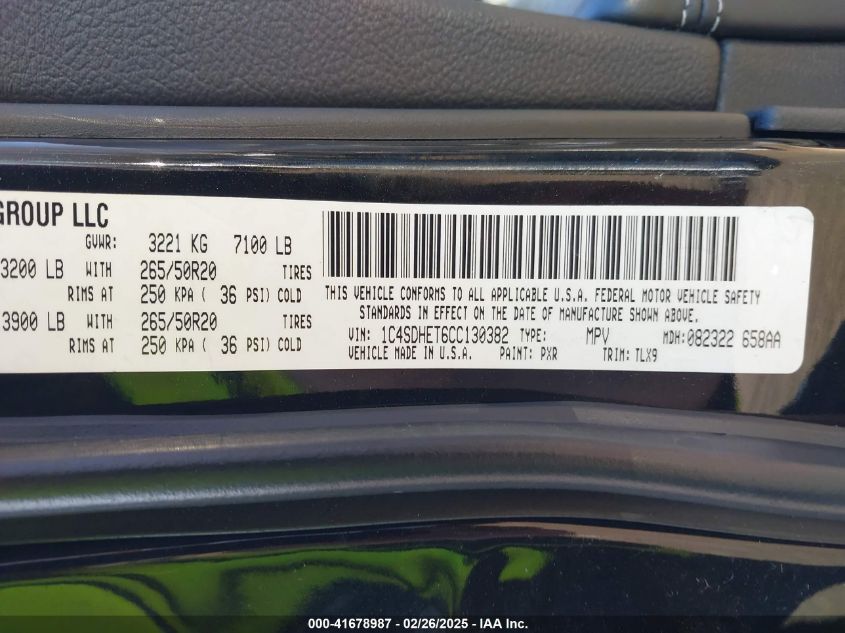 GROUP LLC
GVWR: 3221 KG 7100 LB
3200 LB WITH 265/50R20 TIRES
RIMS AT 250 KPA ( 36 PSI) COLD
3900 LB WITH 265/50R20 TIRES
RIMS AT 250 KPA ( 36 PSI) COLD
THIS VEHICLE CONFORMS TO ALL APPLICABLE U.S.A. FEDERAL MOTOR VEHICLE SAFETY
STANDARDS IN EFFECT ON THE DATE OF MANUFACTURE SHOWN ABOVE.
VIN: 1C4SDHET6CC130382 TYPE: MPV MDH:082322 658AA
VEHICLE MADE IN U.S.A. PAINT: PXR TRIM: TLX9
000-41678987 - 02/26/2025 - IAA Inc.